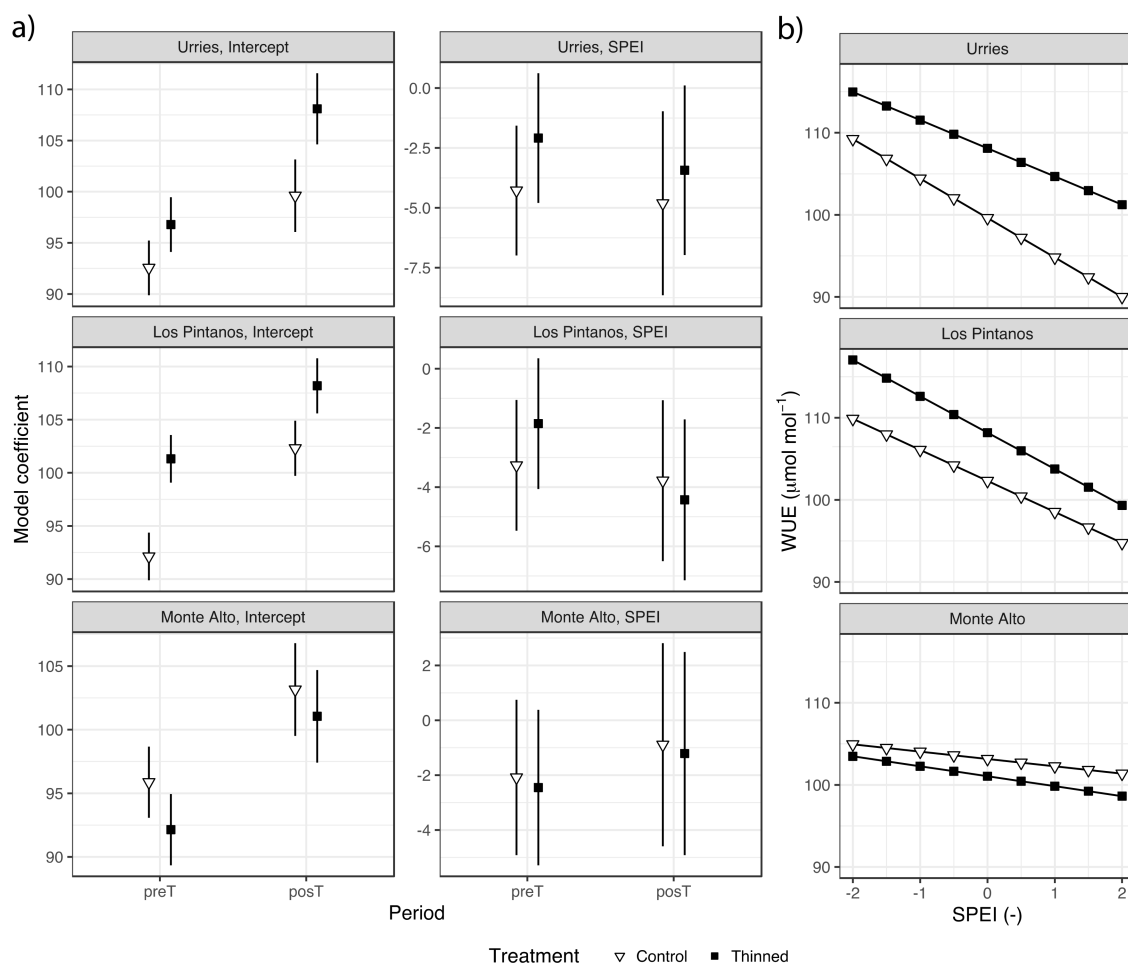 a)
Urries, Intercept
Urries, SPEI
110
105
100
95
90
0.0
-2.5
-5.0
-7.5
Los Pintanos, Intercept
Los Pintanos, SPEI
110
105
100
95
90
0
-2
-4
-6
Monte Alto, Intercept
Monte Alto, SPEI
105
100
95
90
2
0
-2
-4
Model coefficient
preT posT
preT posT
Period
b)
Urries
110
100
90
Los Pintanos
110
100
90
Monte Alto
110
100
90
WUE (μmol mol⁻¹)
-2 -1 0 1 2
SPEI (-)
Treatment Control Thinned